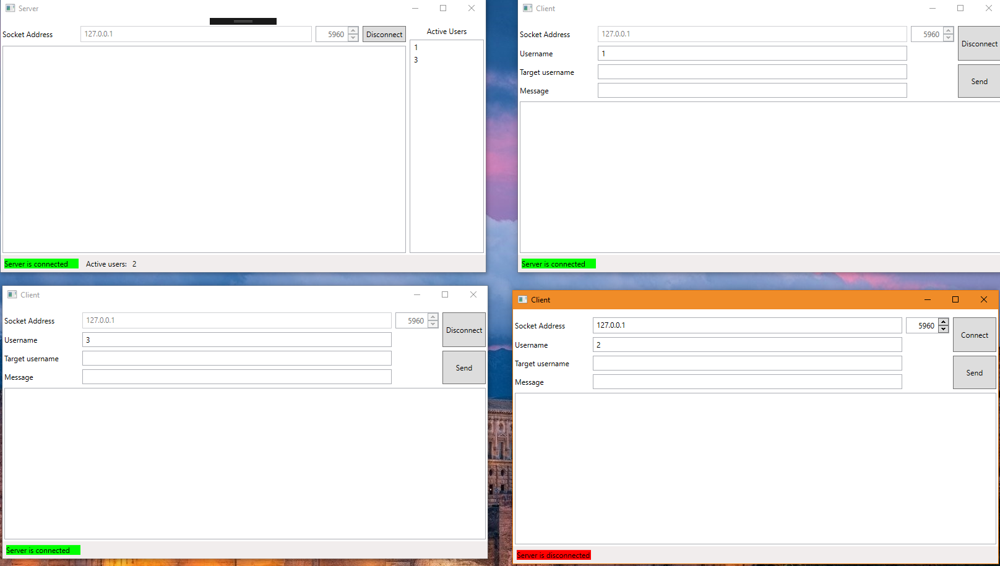 Server
Socket Address 127.0.0.1 5960 Disconnect
Active Users
1
3
Server is connected Active users: 2
Client
Socket Address 127.0.0.1 5960 Disconnect
Username 1
Target username
Send
Message
Server is connected
Client
Socket Address 127.0.0.1 5960 Disconnect
Username 3
Target username
Send
Message
Server is connected
Client
Socket Address 127.0.0.1 5960 Connect
Username 2
Target username
Send
Message
Server is disconnected